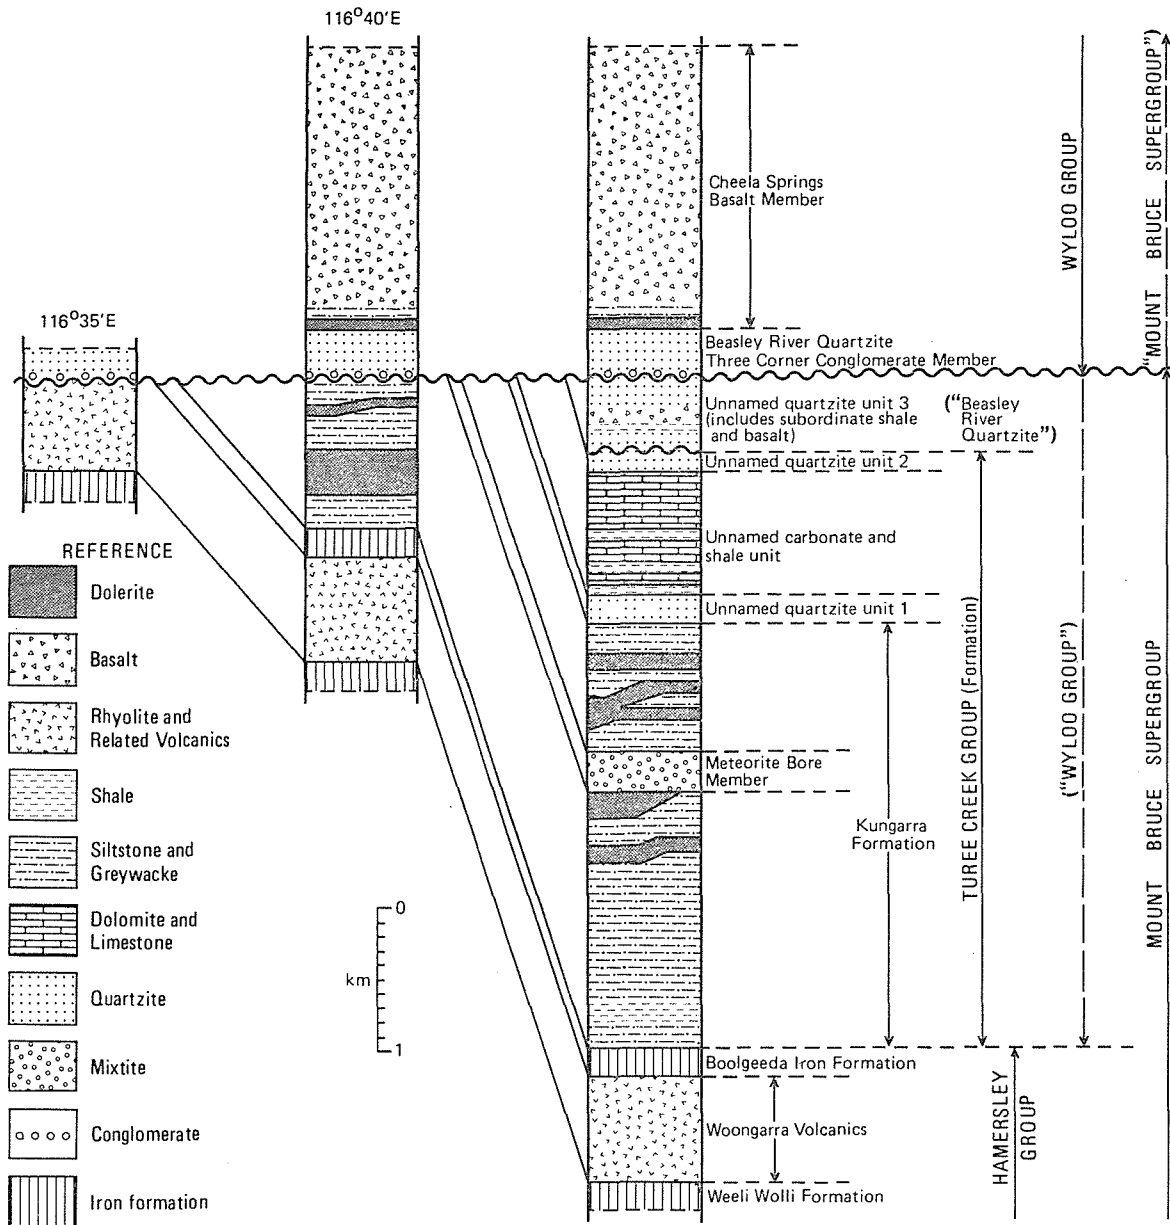 116°40'E
116°35'E
Cheela Springs
Basalt Member
Beasley River Quartzite
Three Corner Conglomerate Member
Unnamed quartzite unit 3
(includes subordinate shale
and basalt)
("Beasley
River
Quartzite")
Unnamed quartzite unit 2
Unnamed carbonate and
shale unit
Unnamed quartzite unit 1
Meteorite Bore
Member
Kungarra
Formation
Boolgeeda Iron Formation
Woongarra Volcanics
Weeli Wolli Formation
WYLOO GROUP
"MOUNT BRUCE SUPERGROUP")
TUREE CREEK GROUP (Formation)
("WYLOO GROUP")
MOUNT BRUCE SUPERGROUP
HAMERSLEY
GROUP
REFERENCE
Dolerite
Basalt
Rhyolite and
Related Volcanics
Shale
Siltstone and
Greywacke
Dolomite and
Limestone
Quartzite
Mixtite
Conglomerate
Iron formation
0
km
1